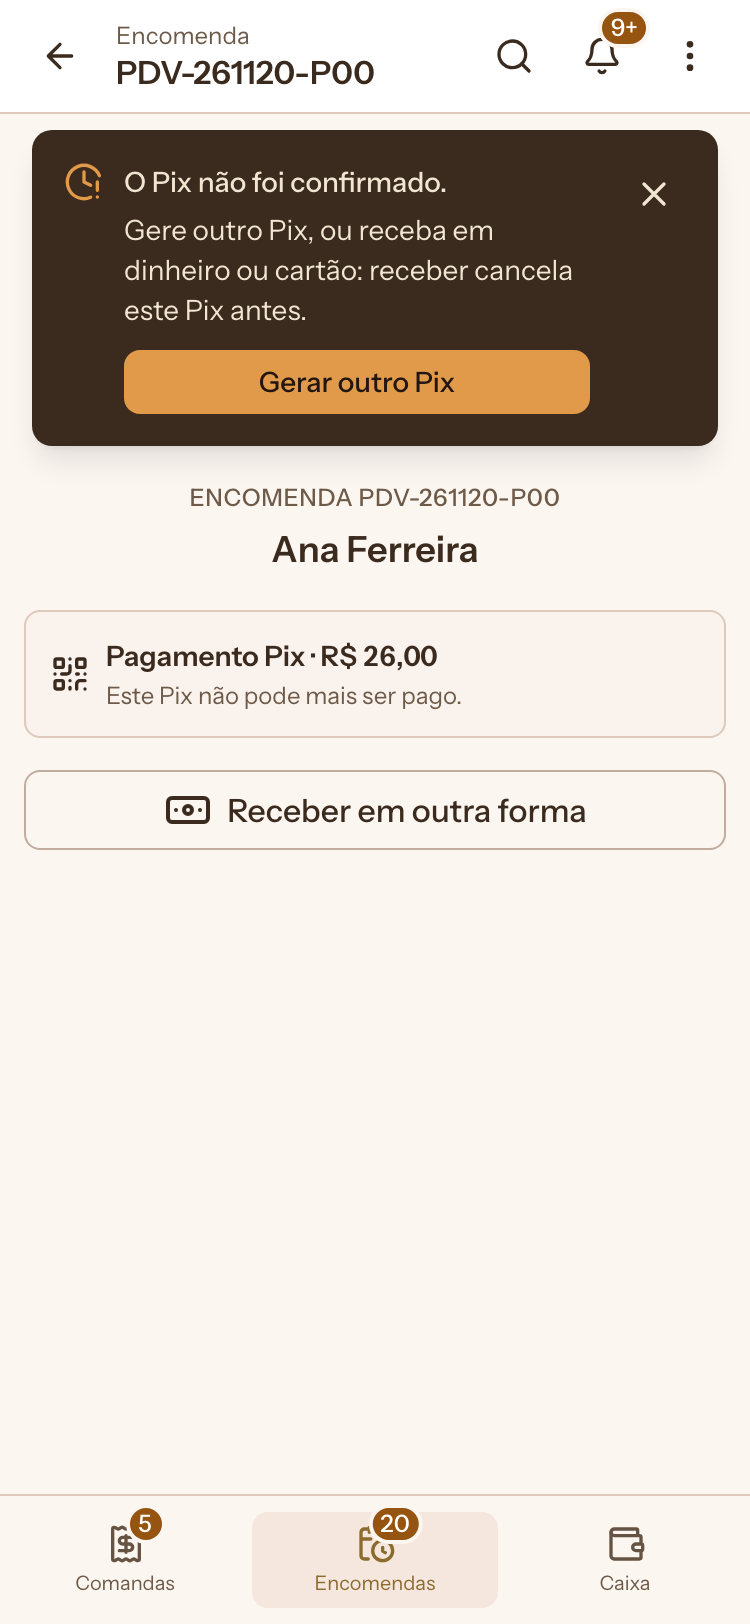 Encomenda
PDV-261120-P00
9+
O Pix não foi confirmado.
Gere outro Pix, ou receba em
dinheiro ou cartão: receber cancela
este Pix antes.
Gerar outro Pix
ENCOMENDA PDV-261120-P00
Ana Ferreira
Pagamento Pix · R$ 26,00
Este Pix não pode mais ser pago.
Receber em outra forma
5
20
Comandas
Encomendas
Caixa